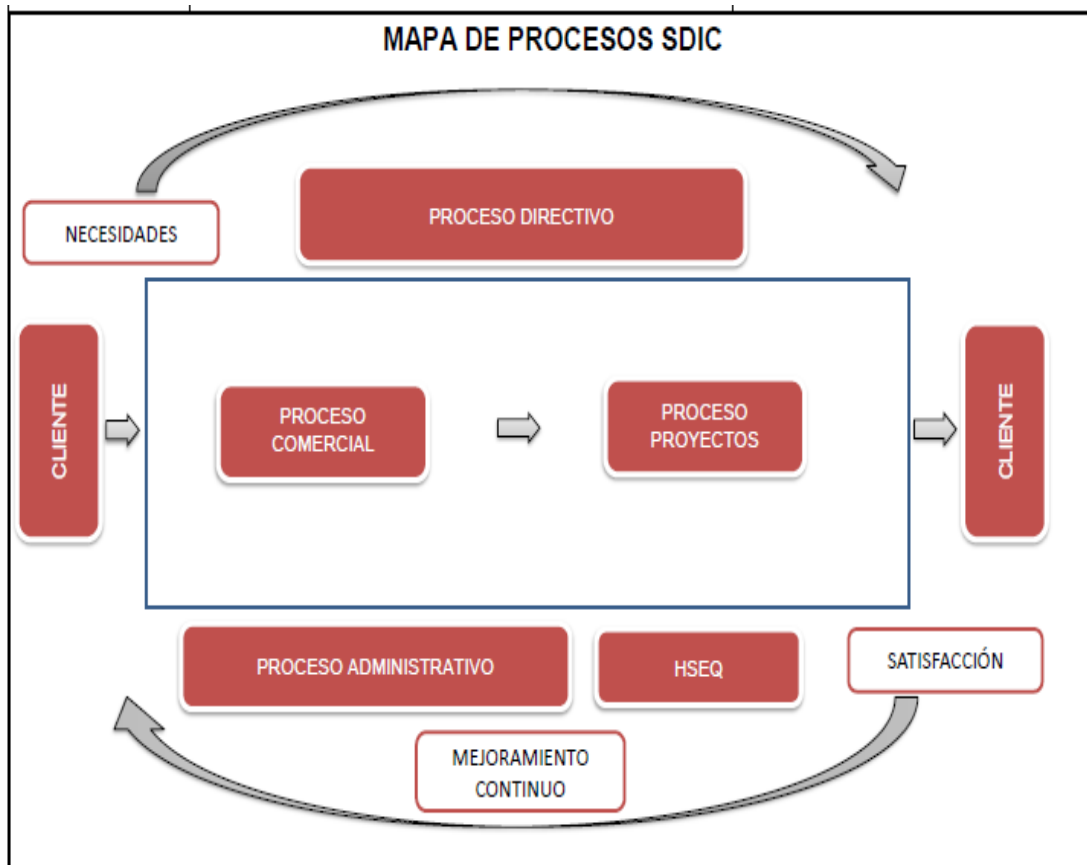 MAPA DE PROCESOS SDIC
NECESIDADES
PROCESO DIRECTIVO
CLIENTE
PROCESO
COMERCIAL
PROCESO
PROYECTOS
CLIENTE
PROCESO ADMINISTRATIVO
HSEQ
SATISFACCIÓN
MEJORAMIENTO
CONTINUO